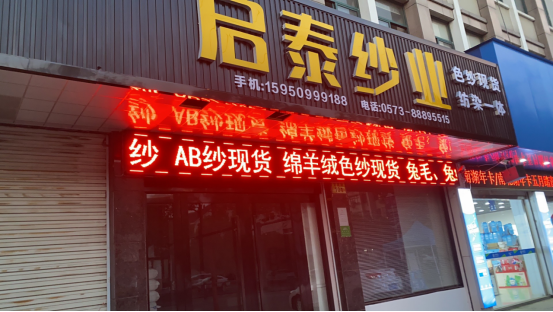 启泰纱业
色纱现货
手机:15950999188 电话:0573-88895515
纱 AB纱现货 绵羊绒色纱现货 兔毛、兔